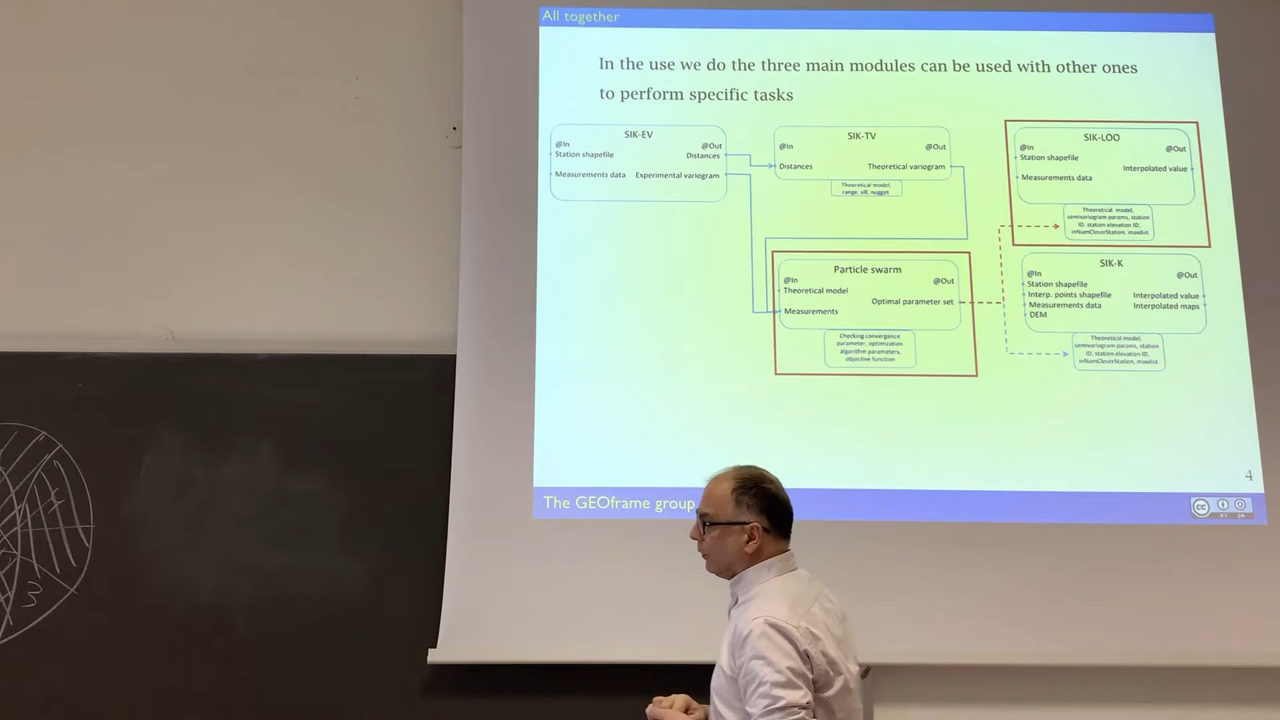 All together
In the use we do the three main modules can be used with other ones
to perform specific tasks
SIK-EV
@In
@Out
Station shapefile
Distances
Measurements data
Experimental variogram
SIK-TV
@In
@Out
Distances
Theoretical variogram
Theoretical model,
range, sill, nugget
SIK-LOO
@In
@Out
Station shapefile
Interpolated value
Measurements data
Theoretical model,
semivariogram params, station
ID, station elevation ID,
inNumCloserStation, maxdist
Particle swarm
@In
@Out
Theoretical model
Optimal parameter set
Measurements
Checking convergence
parameter, optimization
algorithm parameters,
objective function
SIK-K
@In
@Out
Station shapefile
Interp. points shapefile
Interpolated value
Measurements data
Interpolated maps
DEM
Theoretical model,
semivariogram params, station
ID, station elevation ID,
inNumCloserStation, maxdist
4
The GEOframe group
cc
3